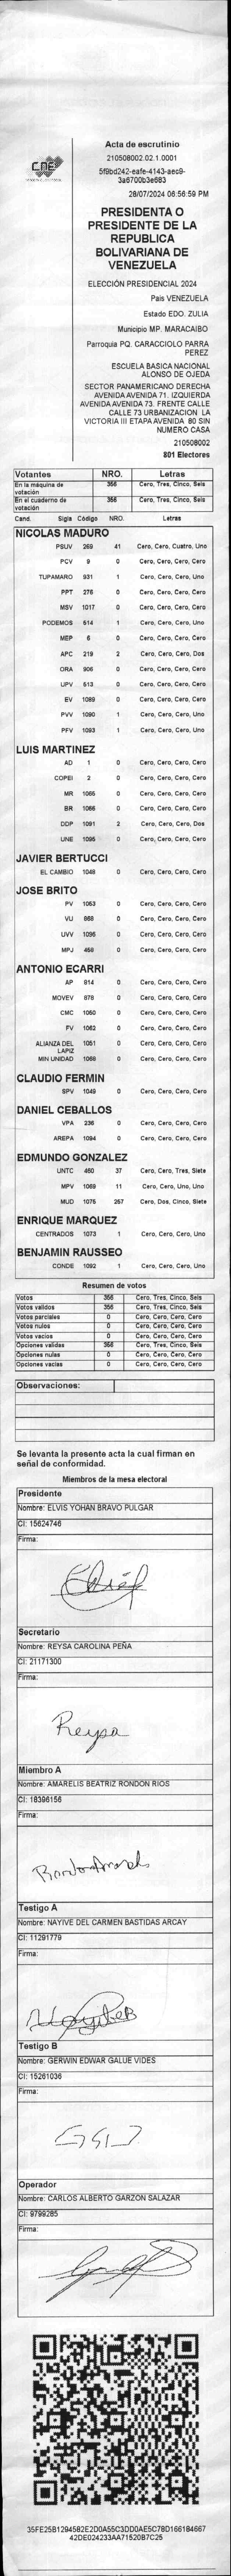 CNE
Acta de escrutinio
210508002.02.1.0001
5f9bd242-eafe-4143-aec9-
3a6700b3e683
28/07/2024 06:56:59 PM
PRESIDENTA O
PRESIDENTE DE LA
REPUBLICA
BOLIVARIANA DE
VENEZUELA
ELECCIÓN PRESIDENCIAL 2024
País VENEZUELA
Estado EDO. ZULIA
Municipio MP. MARACAIBO
Parroquia PQ. CARACCIOLO PARRA
PEREZ
ESCUELA BASICA NACIONAL
ALONSO DE OJEDA
SECTOR PANAMERICANO DERECHA
AVENIDA AVENIDA 71. IZQUIERDA
AVENIDA AVENIDA 73. FRENTE CALLE
CALLE 73 URBANIZACION LA
VICTORIA III ETAPA AVENIDA 80 SIN
NUMERO CASA
210508002
801 Electores
Votantes NRO. Letras
En la máquina de votación 356 Cero, Tres, Cinco, Seis
En el cuaderno de votación 356 Cero, Tres, Cinco, Seis
Cand. Sigla Código NRO. Letras
NICOLAS MADURO
PSUV 269 41 Cero, Cero, Cuatro, Uno
PCV 9 0 Cero, Cero, Cero, Cero
TUPAMARO 931 1 Cero, Cero, Cero, Uno
PPT 276 0 Cero, Cero, Cero, Cero
MSV 1017 0 Cero, Cero, Cero, Cero
PODEMOS 514 1 Cero, Cero, Cero, Uno
MEP 6 0 Cero, Cero, Cero, Cero
APC 219 2 Cero, Cero, Cero, Dos
ORA 906 0 Cero, Cero, Cero, Cero
UPV 513 0 Cero, Cero, Cero, Cero
EV 1089 0 Cero, Cero, Cero, Cero
PVV 1090 1 Cero, Cero, Cero, Uno
PFV 1093 1 Cero, Cero, Cero, Uno
LUIS MARTINEZ
AD 1 0 Cero, Cero, Cero, Cero
COPEI 2 0 Cero, Cero, Cero, Cero
MR 1065 0 Cero, Cero, Cero, Cero
BR 1066 0 Cero, Cero, Cero, Cero
DDP 1091 2 Cero, Cero, Cero, Dos
UNE 1095 0 Cero, Cero, Cero, Cero
JAVIER BERTUCCI
EL CAMBIO 1048 0 Cero, Cero, Cero, Cero
JOSE BRITO
PV 1053 0 Cero, Cero, Cero, Cero
VU 868 0 Cero, Cero, Cero, Cero
UVV 1096 0 Cero, Cero, Cero, Cero
MPJ 459 0 Cero, Cero, Cero, Cero
ANTONIO ECARRI
AP 814 0 Cero, Cero, Cero, Cero
MOVEV 878 0 Cero, Cero, Cero, Cero
CMC 1050 0 Cero, Cero, Cero, Cero
FV 1062 0 Cero, Cero, Cero, Cero
ALIANZA DEL LAPIZ 1051 0 Cero, Cero, Cero, Cero
MIN UNIDAD 1068 0 Cero, Cero, Cero, Cero
CLAUDIO FERMIN
SPV 1049 0 Cero, Cero, Cero, Cero
DANIEL CEBALLOS
VPA 236 0 Cero, Cero, Cero, Cero
AREPA 1094 0 Cero, Cero, Cero, Cero
EDMUNDO GONZALEZ
UNTC 460 37 Cero, Cero, Tres, Siete
MPV 1069 11 Cero, Cero, Uno, Uno
MUD 1075 257 Cero, Dos, Cinco, Siete
ENRIQUE MARQUEZ
CENTRADOS 1073 1 Cero, Cero, Cero, Uno
BENJAMIN RAUSSEO
CONDE 1092 1 Cero, Cero, Cero, Uno
Resumen de votos
Votos 356 Cero, Tres, Cinco, Seis
Votos validos 356 Cero, Tres, Cinco, Seis
Votos parciales 0 Cero, Cero, Cero, Cero
Votos nulos 0 Cero, Cero, Cero, Cero
Votos vacios 0 Cero, Cero, Cero, Cero
Opciones validas 356 Cero, Tres, Cinco, Seis
Opciones nulas 0 Cero, Cero, Cero, Cero
Opciones vacias 0 Cero, Cero, Cero, Cero
Observaciones:
Se levanta la presente acta la cual firman en
señal de conformidad.
Miembros de la mesa electoral
Presidente
Nombre: ELVIS YOHAN BRAVO PULGAR
CI: 15624746
Firma:
Secretario
Nombre: REYSA CAROLINA PEÑA
CI: 21171300
Firma:
Reysa
Miembro A
Nombre: AMARELIS BEATRIZ RONDON RIOS
CI: 18396156
Firma:
Testigo A
Nombre: NAYIVE DEL CARMEN BASTIDAS ARCAY
CI: 11291779
Firma:
Testigo B
Nombre: GERWIN EDWAR GALUE VIDES
CI: 15261036
Firma:
Operador
Nombre: CARLOS ALBERTO GARZON SALAZAR
CI: 9799285
Firma:
35FE25B1294582E2D0A55C3DD0AE5C78D166184667
42DE024233AA71520B7C25